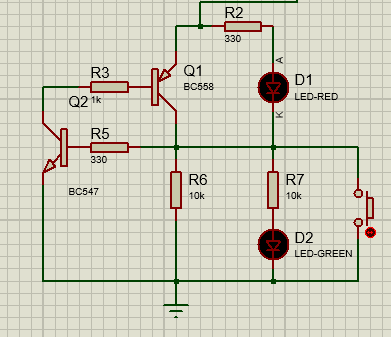 R2
330
A
R3
1k
Q1
BC558
D1
LED-RED
K
Q2
R5
330
BC547
R6
10k
R7
10k
D2
LED-GREEN